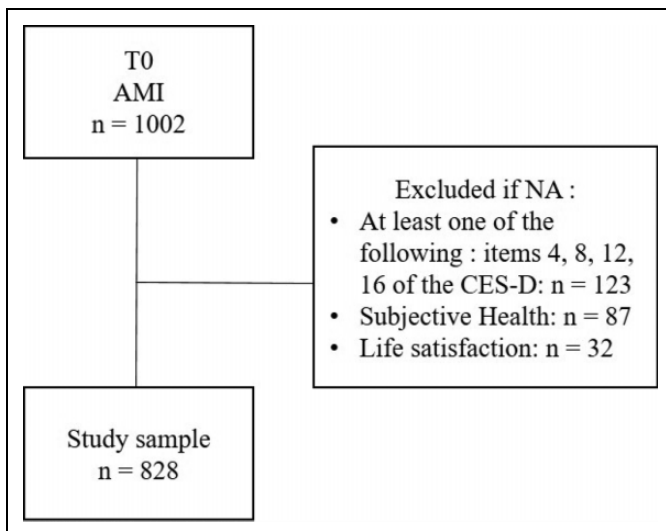 T0
AMI
n = 1002
Excluded if NA :
• At least one of the
following : items 4, 8, 12,
16 of the CES-D: n = 123
• Subjective Health: n = 87
• Life satisfaction: n = 32
Study sample
n = 828